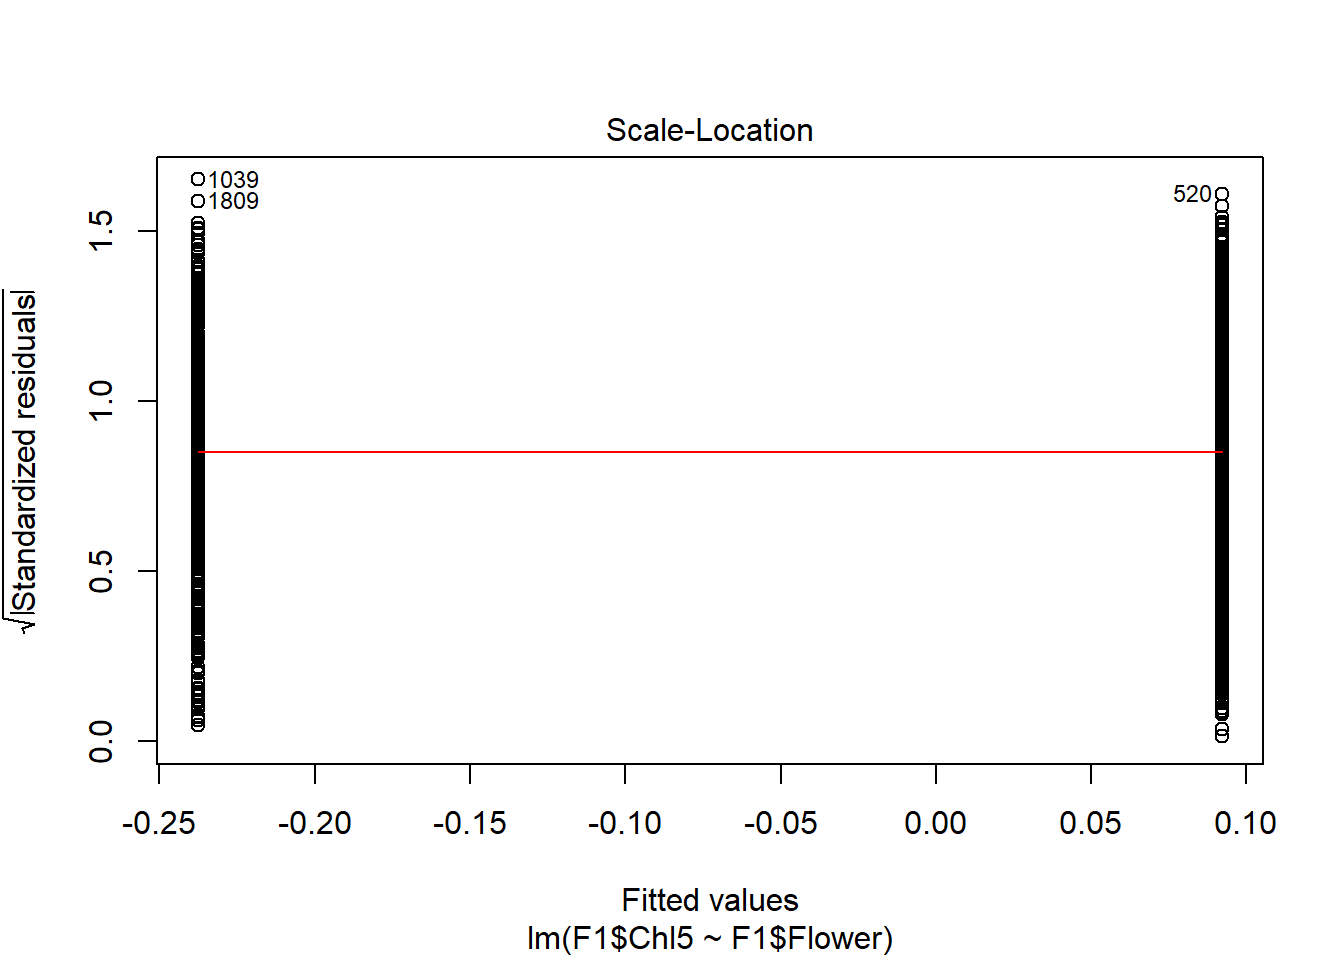 Scale-Location
√|Standardized residuals|
1.5
1.0
0.5
0.0
1039
1809
520
-0.25 -0.20 -0.15 -0.10 -0.05 0.00 0.05 0.10
Fitted values
lm(F1$Chl5 ~ F1$Flower)